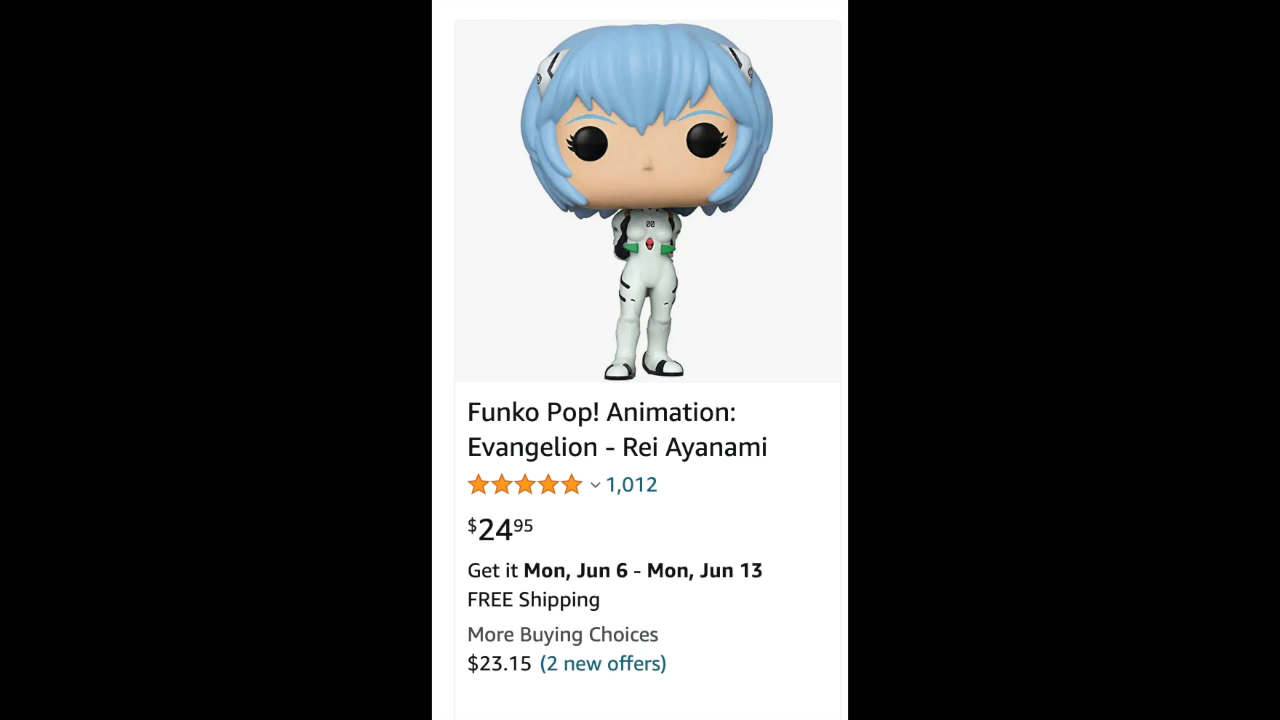 00
Funko Pop! Animation:
Evangelion - Rei Ayanami
1,012
$24.95
Get it Mon, Jun 6 - Mon, Jun 13
FREE Shipping
More Buying Choices
$23.15 (2 new offers)